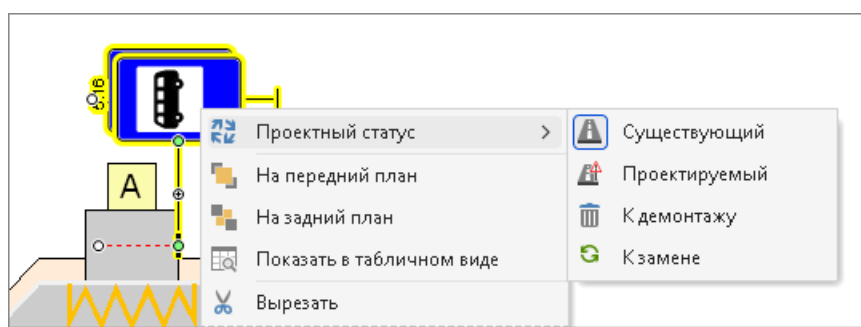 5.16
A
Проектный статус
На передний план
На задний план
Показать в табличном виде
Вырезать
Существующий
Проектируемый
К демонтажу
К замене